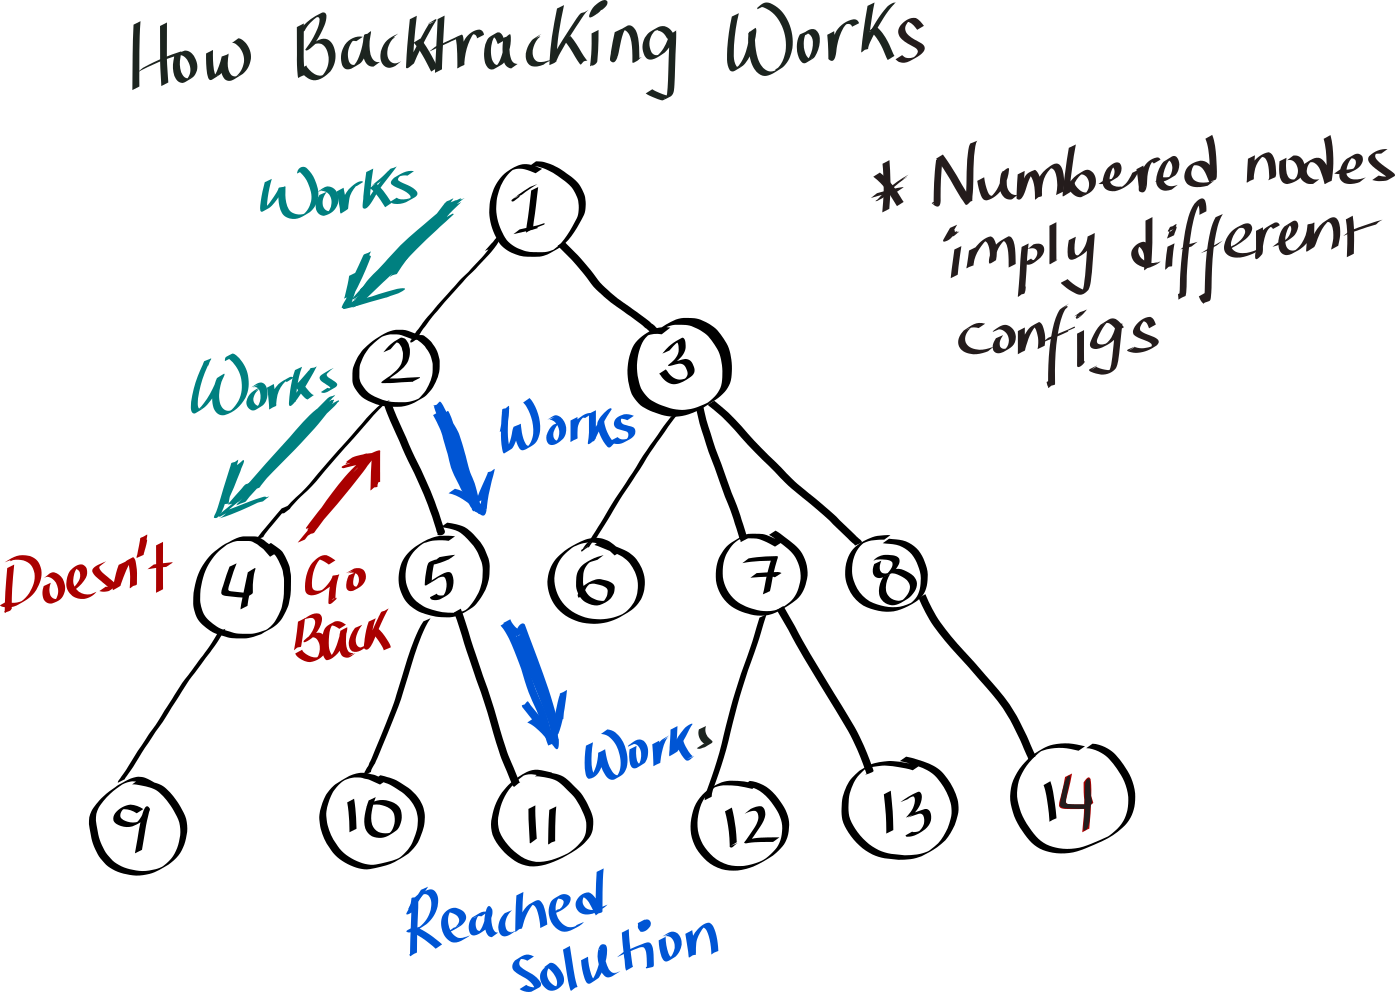 How Backtracking Works
* Numbered nodes
imply different
configs
Works
1
Works
2
3
Works
Doesn't
4
Go
Back
5
6
7
8
Works
9
10
11
12
13
14
Reached
Solution